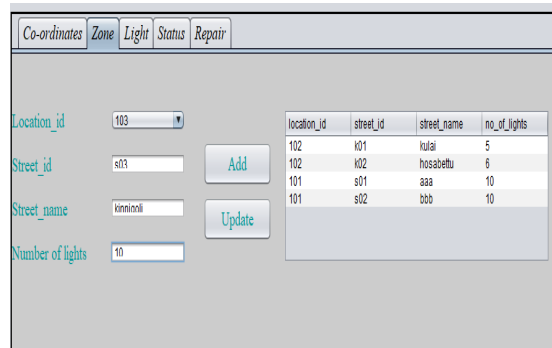 Co-ordinates Zone Light Status Repair
Location_id 103
Street_id s03
Street_name kinnigoli
Number of lights 10
Add
Update
location_id street_id street_name no_of_lights
102 k01 kulai 5
102 k02 hosabettu 6
101 s01 aaa 10
101 s02 bbb 10